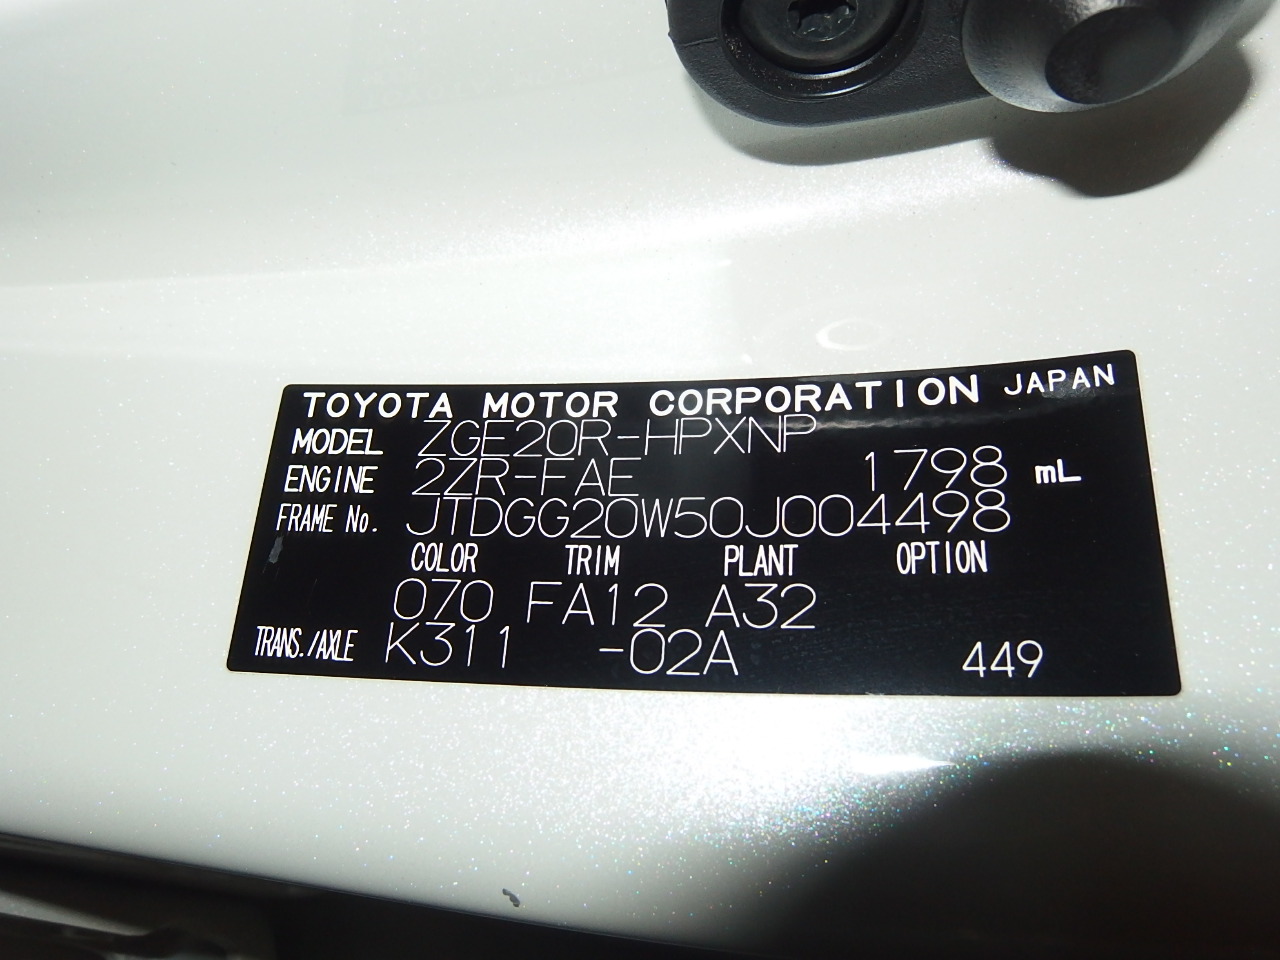 TOYOTA MOTOR CORPORATION JAPAN
MODEL ZGE20R-HPXNP
ENGINE 2ZR-FAE 1798 mL
FRAME No. JTDGG20W50J004498
COLOR TRIM PLANT OPTION
070 FA12 A32
TRANS./AXLE K311 -02A 449